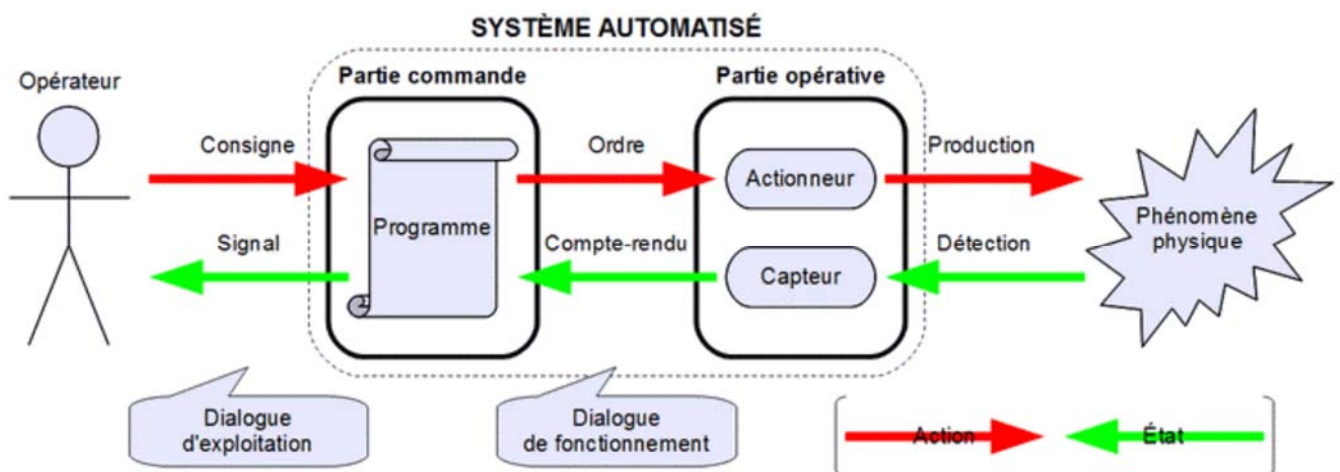 SYSTÈME AUTOMATISÉ
Opérateur
Partie commande
Partie opérative
Consigne
Ordre
Production
Actionneur
Programme
Phénomène
physique
Signal
Compte-rendu
Détection
Capteur
Dialogue
d'exploitation
Dialogue
de fonctionnement
Action
État